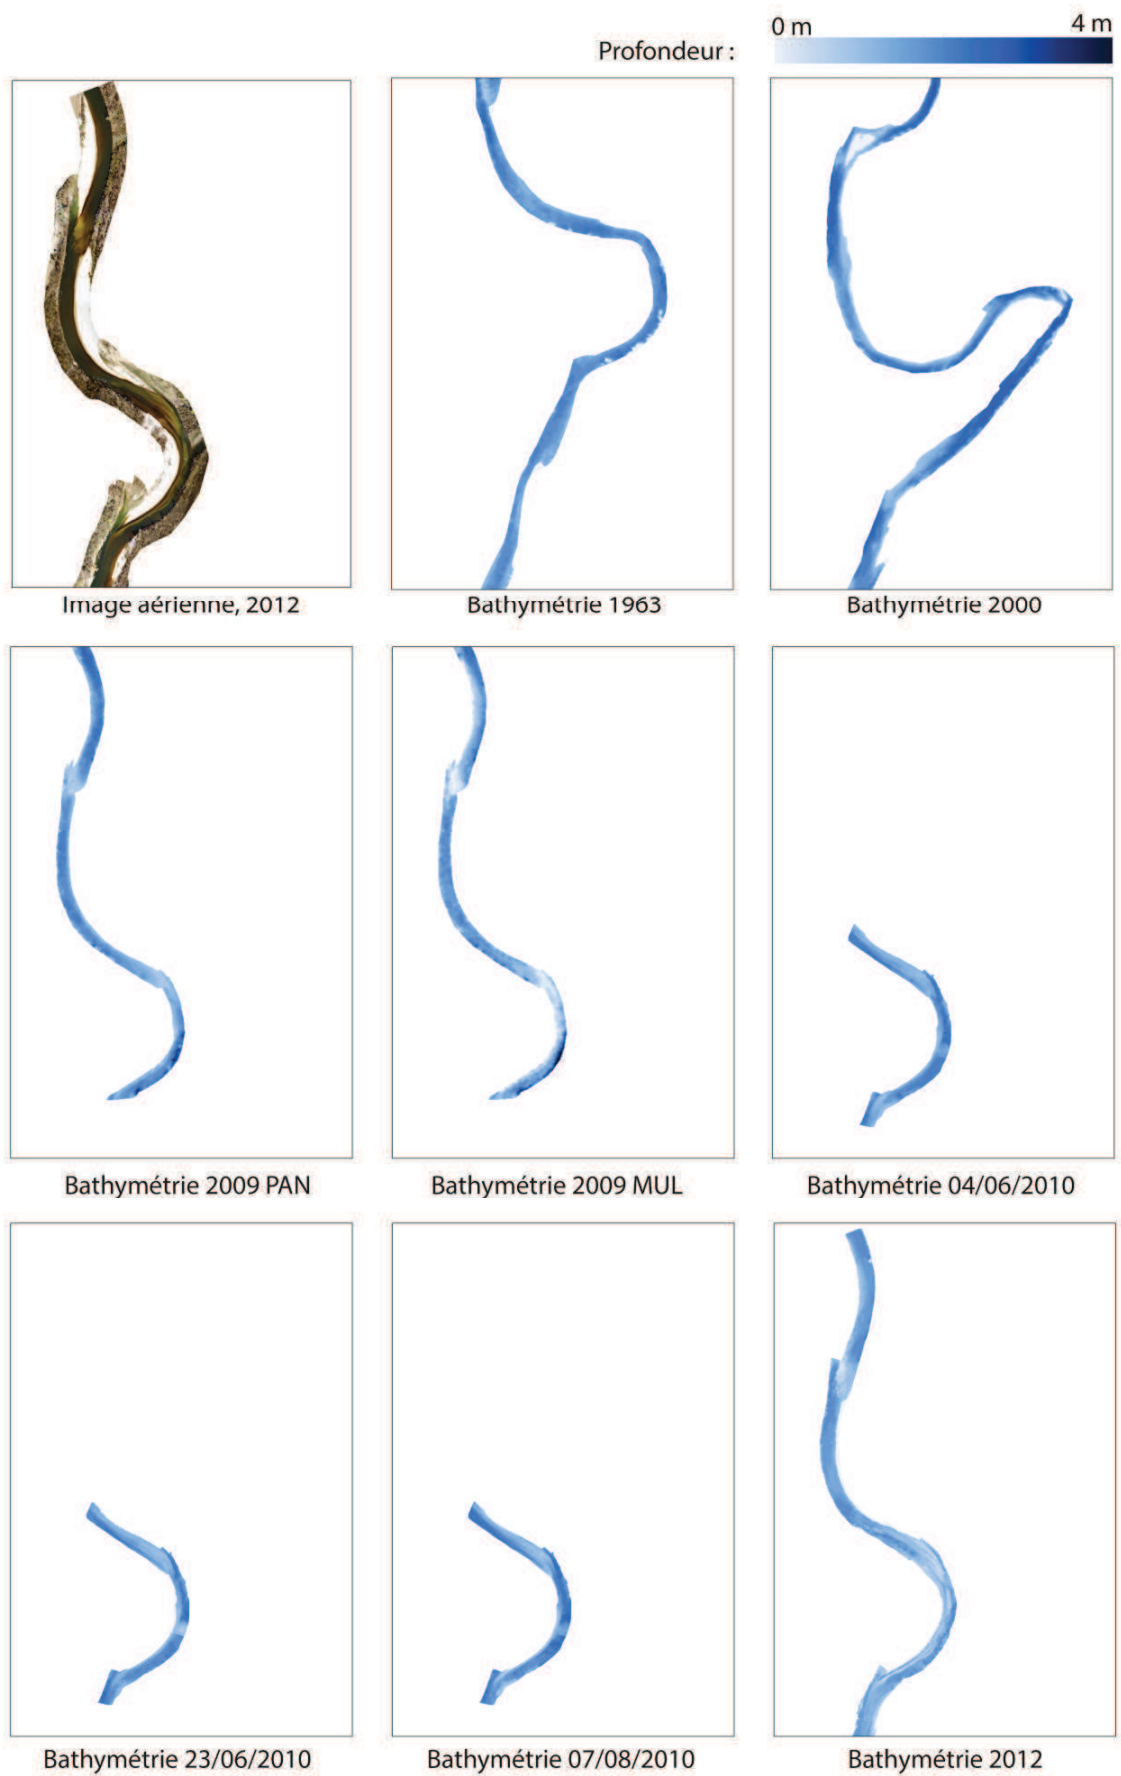 0 m 4 m
Profondeur :
Image aérienne, 2012 Bathymétrie 1963 Bathymétrie 2000
Bathymétrie 2009 PAN Bathymétrie 2009 MUL Bathymétrie 04/06/2010
Bathymétrie 23/06/2010 Bathymétrie 07/08/2010 Bathymétrie 2012